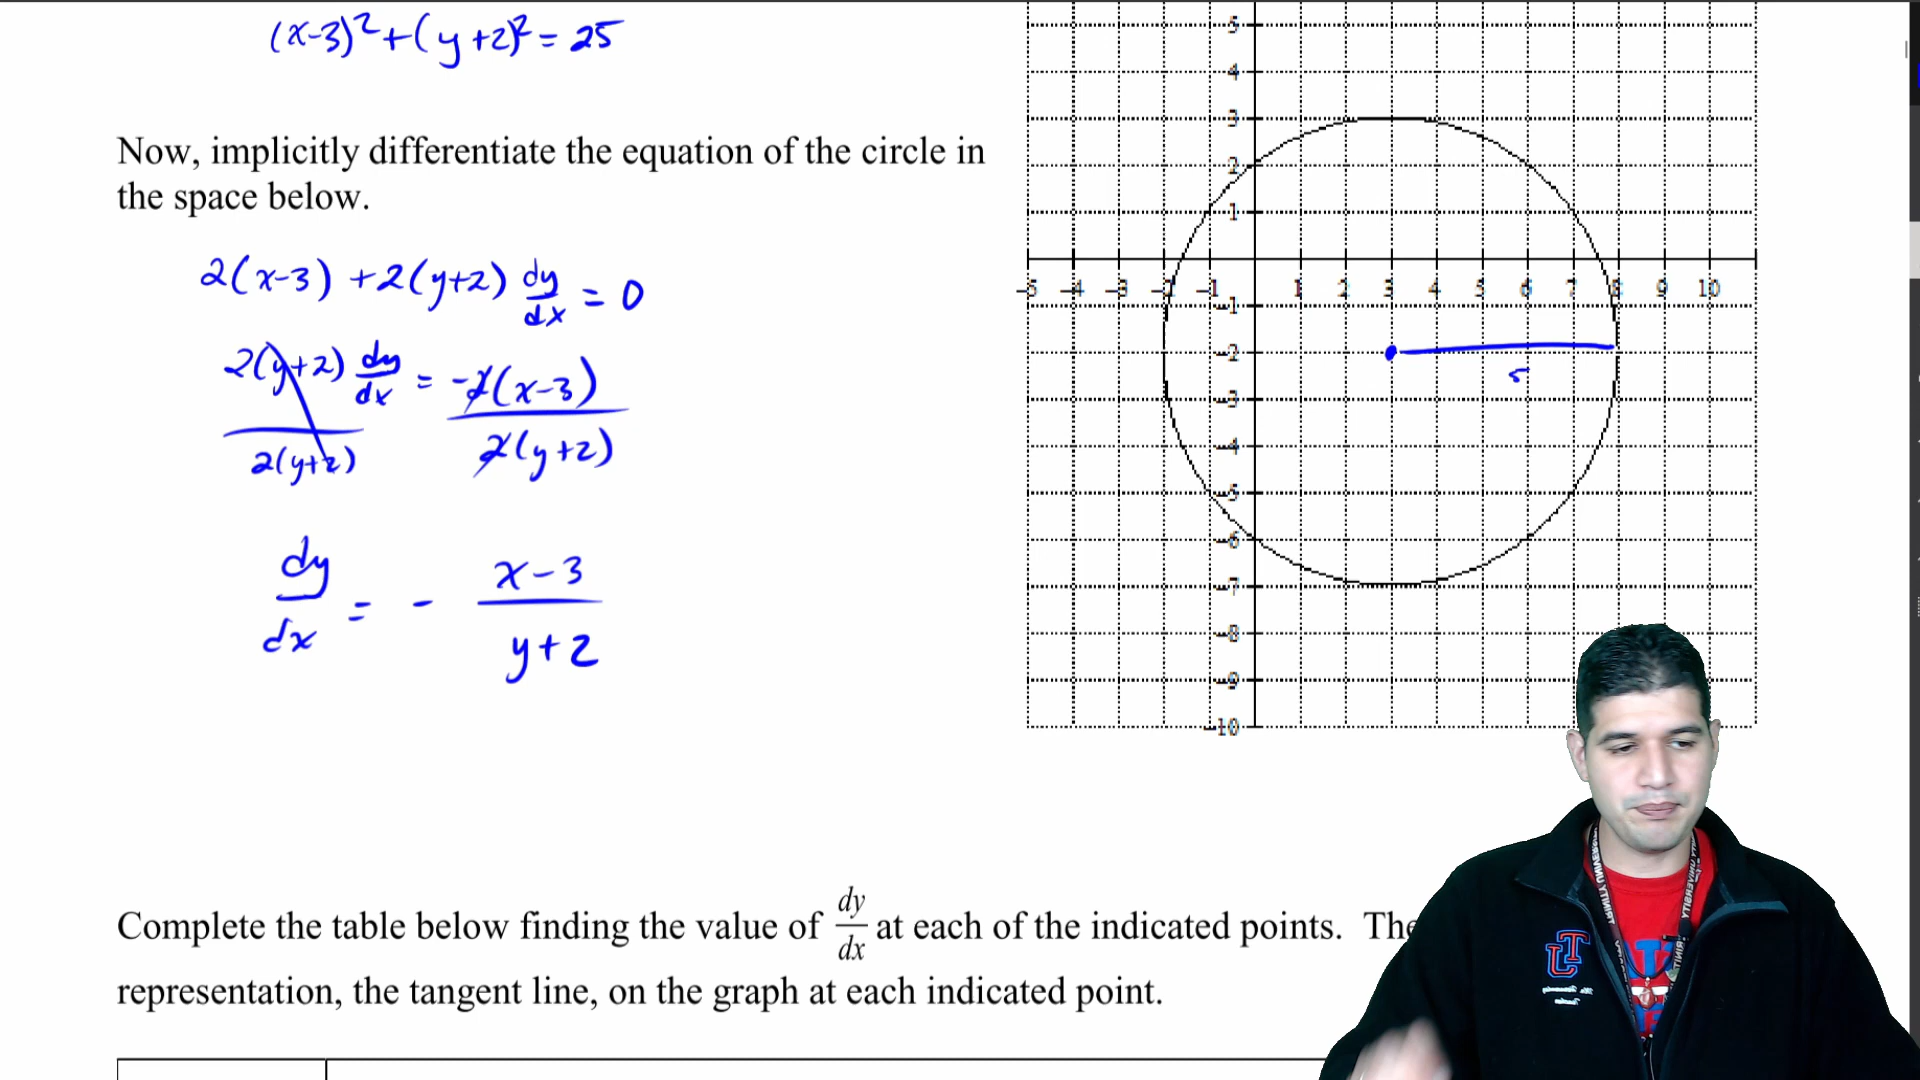 (x-3)²+(y+2)²=25
Now, implicitly differentiate the equation of the circle in
the space below.
2(x-3) +2(y+2) dy/dx = 0
2(y+2) dy/dx / 2(y+2) = -2(x-3) / 2(y+2)
dy/dx = - x-3 / y+2
5
4
3
2
1
-5 -4 -3 -2 -1 1 2 3 4 5 6 7 8 9 10
-1
-2
5
-3
-4
-5
-6
-7
-8
-9
-10
Complete the table below finding the value of dy/dx at each of the indicated points. The
representation, the tangent line, on the graph at each indicated point.